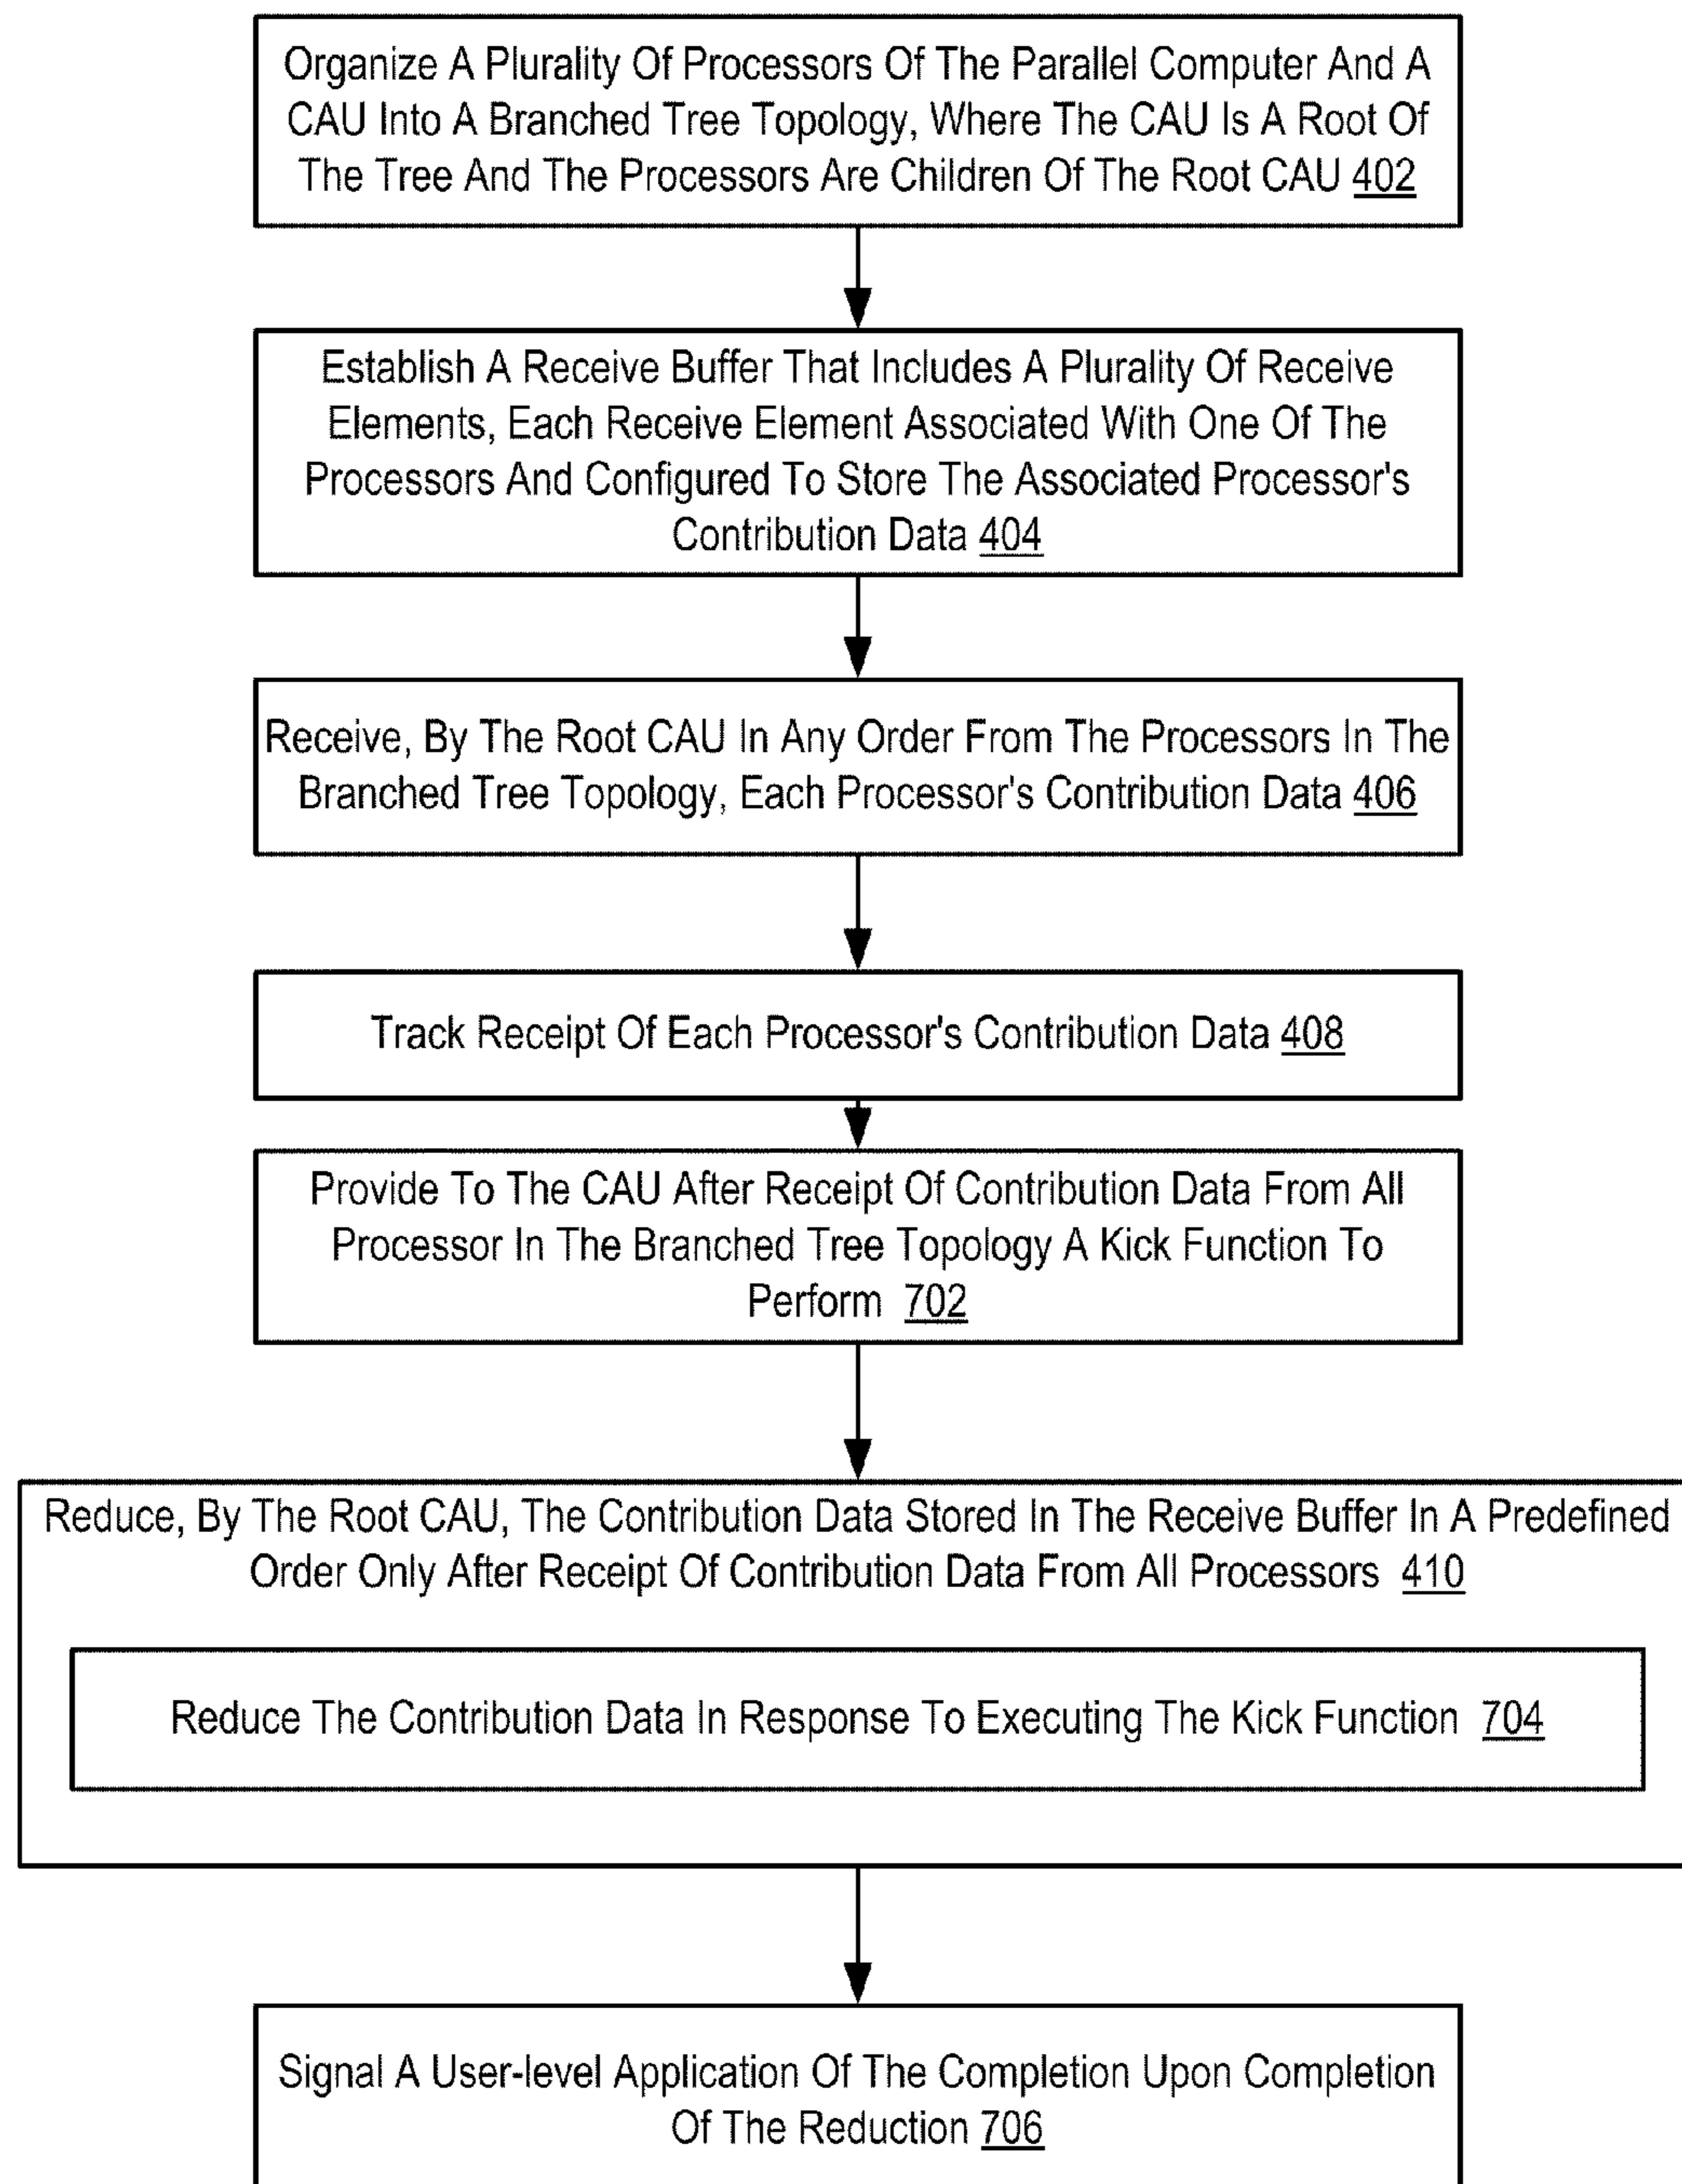 Organize A Plurality Of Processors Of The Parallel Computer And A
CAU Into A Branched Tree Topology, Where The CAU Is A Root Of
The Tree And The Processors Are Children Of The Root CAU 402
Establish A Receive Buffer That Includes A Plurality Of Receive
Elements, Each Receive Element Associated With One Of The
Processors And Configured To Store The Associated Processor's
Contribution Data 404
Receive, By The Root CAU In Any Order From The Processors In The
Branched Tree Topology, Each Processor's Contribution Data 406
Track Receipt Of Each Processor's Contribution Data 408
Provide To The CAU After Receipt Of Contribution Data From All
Processor In The Branched Tree Topology A Kick Function To
Perform 702
Reduce, By The Root CAU, The Contribution Data Stored In The Receive Buffer In A Predefined
Order Only After Receipt Of Contribution Data From All Processors 410
Reduce The Contribution Data In Response To Executing The Kick Function 704
Signal A User-level Application Of The Completion Upon Completion
Of The Reduction 706